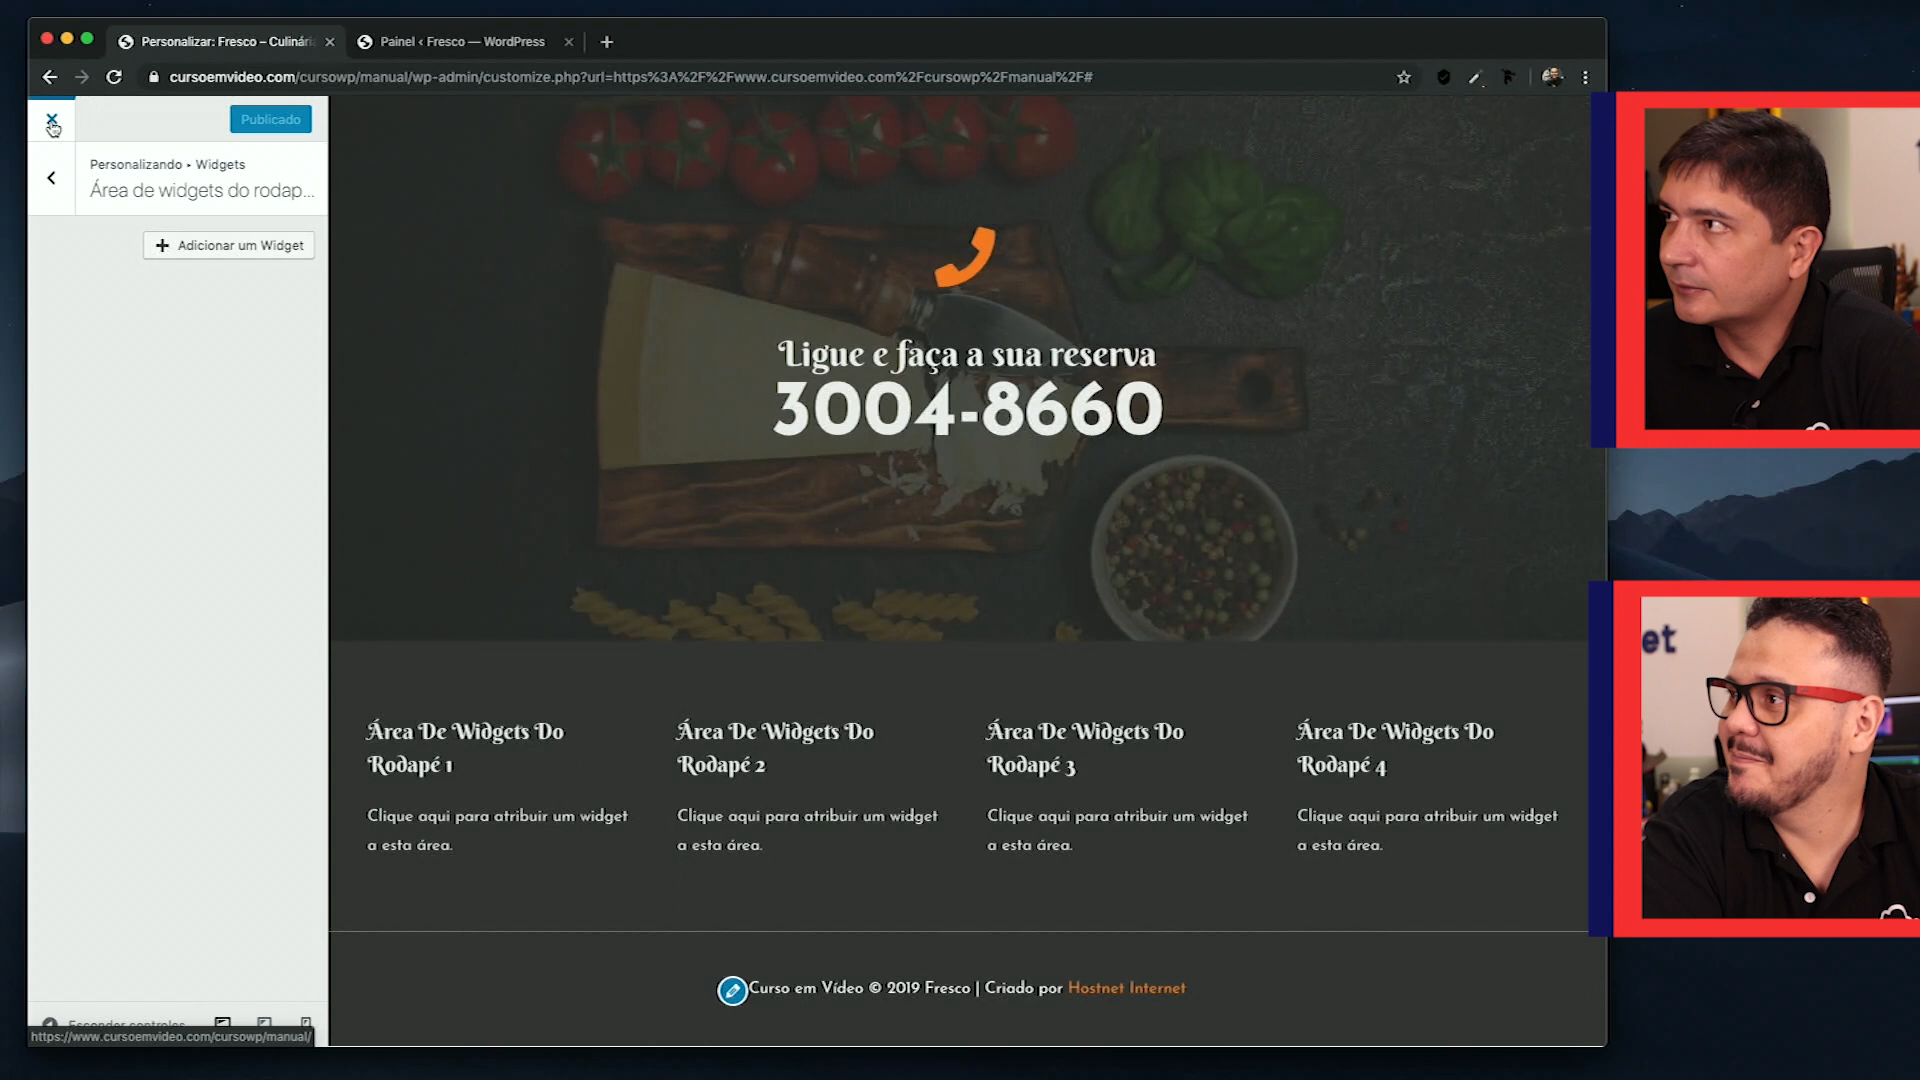 Personalizar: Fresco – Culinári
Painel ‹ Fresco — WordPress
cursoemvideo.com/cursowp/manual/wp-admin/customize.php?url=https%3A%2F%2Fwww.cursoemvideo.com%2Fcursowp%2Fmanual%2F#
Publicado
Personalizando ▸ Widgets
Área de widgets do rodap...
Adicionar um Widget
Ligue e faça a sua reserva
3004-8660
Área De Widgets Do
Rodapé 1
Clique aqui para atribuir um widget
a esta área.
Área De Widgets Do
Rodapé 2
Clique aqui para atribuir um widget
a esta área.
Área De Widgets Do
Rodapé 3
Clique aqui para atribuir um widget
a esta área.
Área De Widgets Do
Rodapé 4
Clique aqui para atribuir um widget
a esta área.
Curso em Vídeo © 2019 Fresco | Criado por Hostnet Internet
Esconder controles
https://www.cursoemvideo.com/cursowp/manual/
et